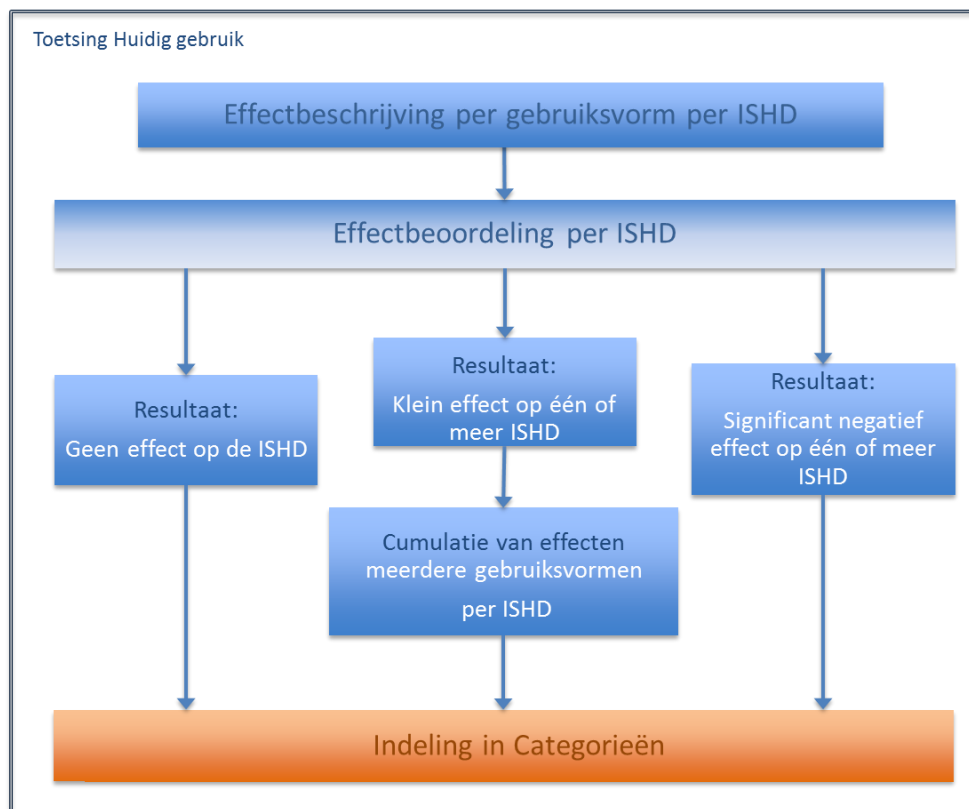 Toetsing Huidig gebruik
Effectbeschrijving per gebruiksvorm per ISHD
Effectbeoordeling per ISHD
Resultaat:
Geen effect op de ISHD
Resultaat:
Klein effect op één of
meer ISHD
Resultaat:
Significant negatief
effect op één of meer
ISHD
Cumulatie van effecten
meerdere gebruiksvormen
per ISHD
Indeling in Categorieën